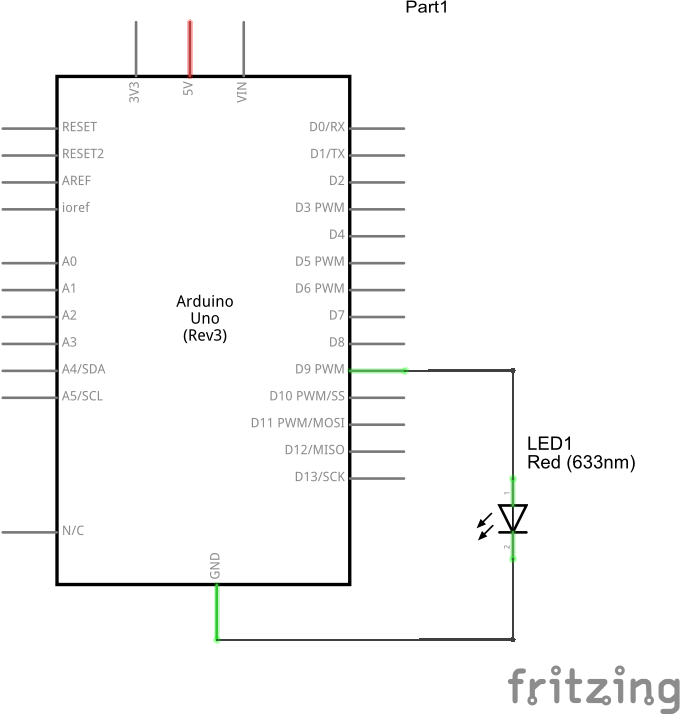 Part1
3V3
5V
VIN
RESET
RESET2
AREF
ioref
A0
A1
A2
A3
A4/SDA
A5/SCL
N/C
Arduino
Uno
(Rev3)
D0/RX
D1/TX
D2
D3 PWM
D4
D5 PWM
D6 PWM
D7
D8
D9 PWM
D10 PWM/SS
D11 PWM/MOSI
D12/MISO
D13/SCK
GND
LED1
Red (633nm)
1
2
fritzing